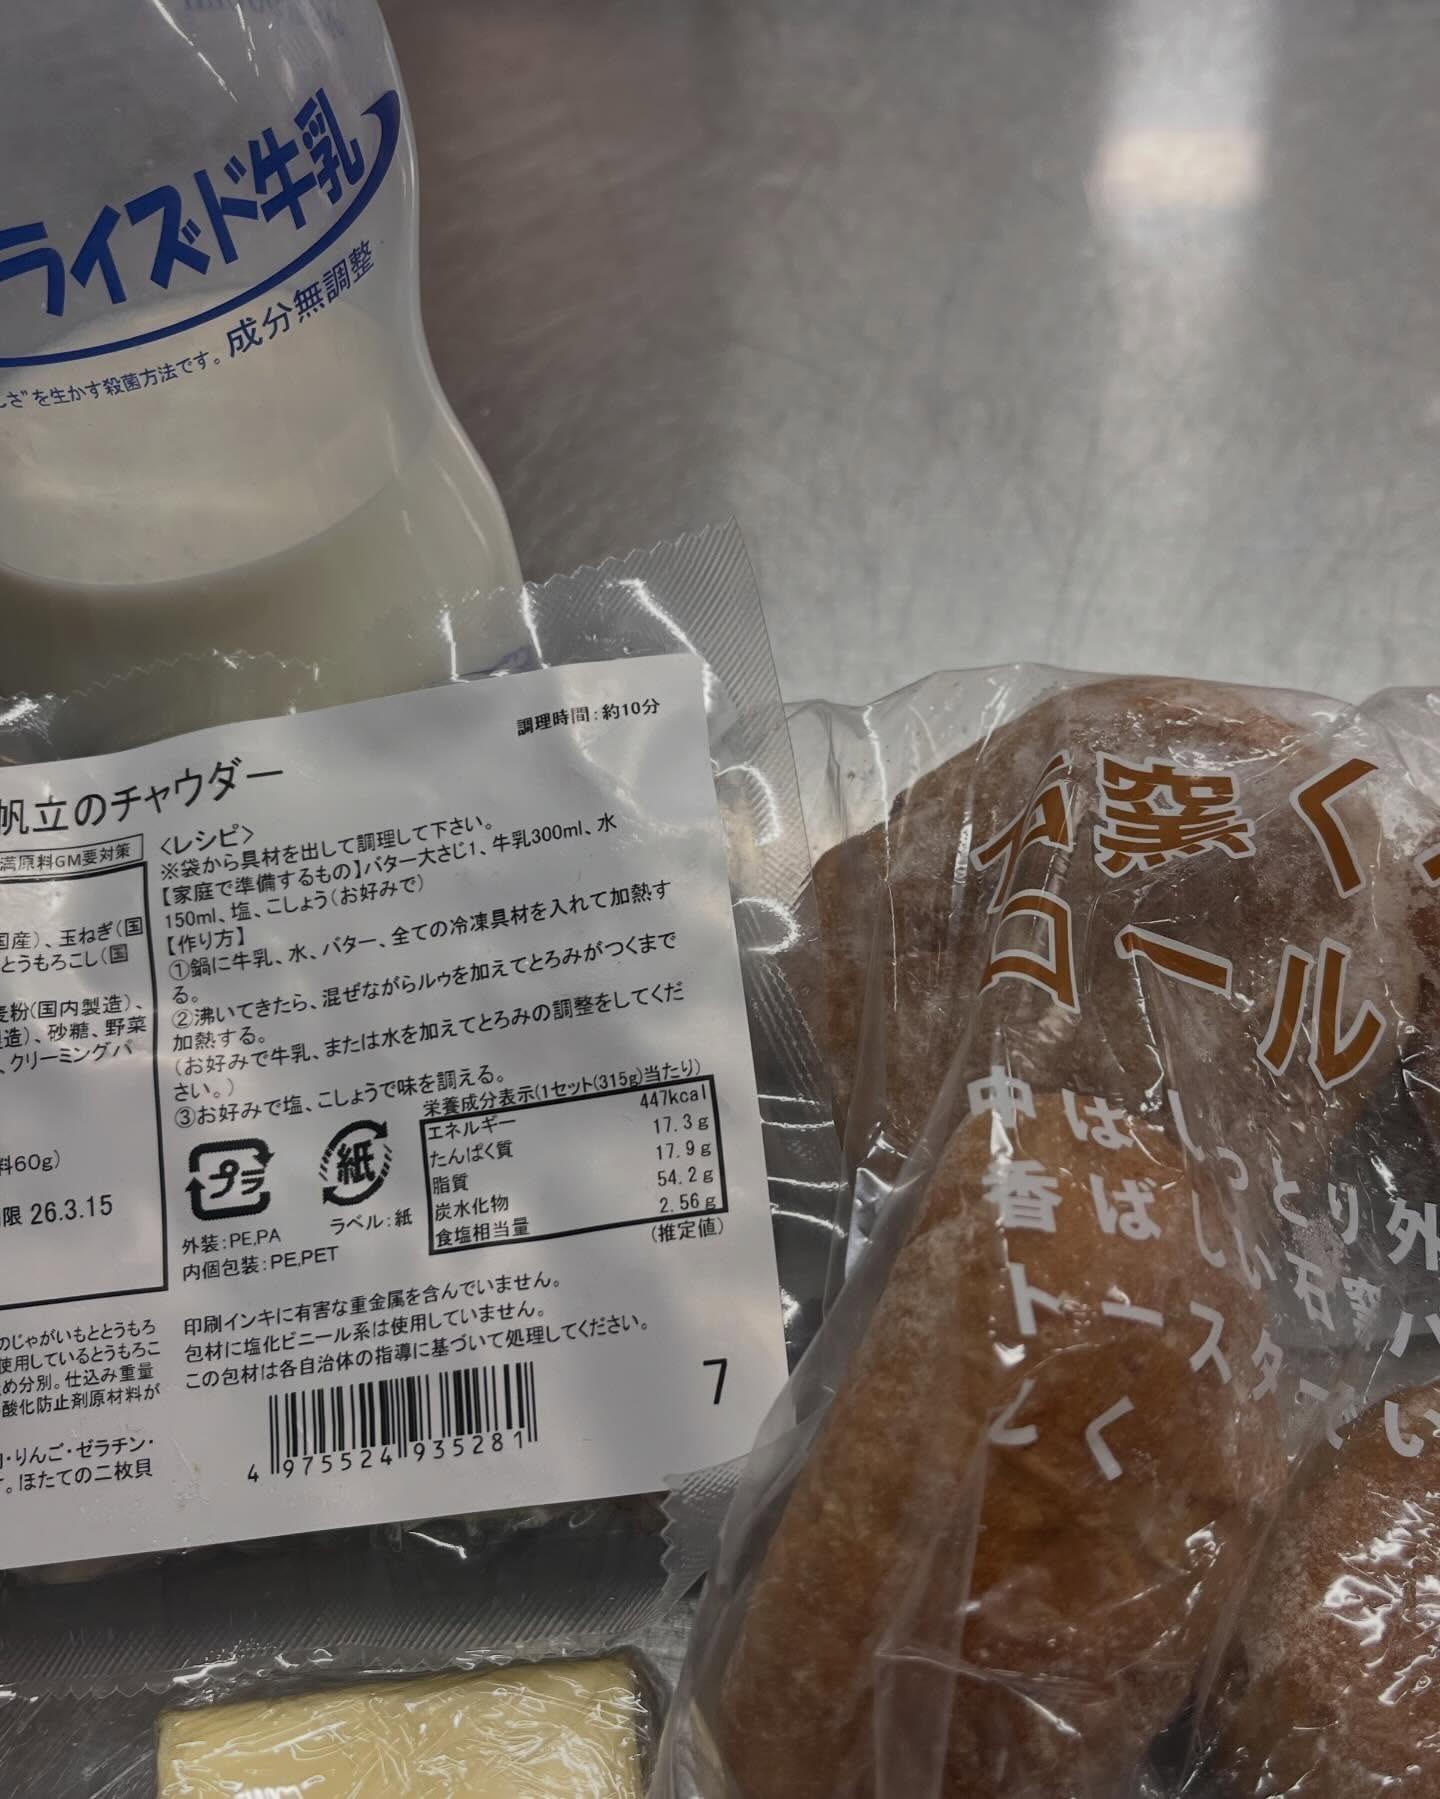 ライズド牛乳
成分無調整
を生かす殺菌方法です。
調理時間：約10分
帆立のチャウダー
満原料GM要対策
国産）、玉ねぎ（国
とうもろこし（国
麦粉（国内製造）、
造）、砂糖、野菜
、クリーミングパ
料60g）
限 26.3.15
のじゃがいもととうもろ
使用しているとうもろこ
め分別。仕込み重量
酸化防止剤原材料が
・りんご・ゼラチン・
。ほたての二枚貝
＜レシピ＞
※袋から具材を出して調理して下さい。
【家庭で準備するもの】バター大さじ1、牛乳300ml、水
150ml、塩、こしょう（お好みで）
【作り方】
①鍋に牛乳、水、バター、全ての冷凍具材を入れて加熱す
る。
②沸いてきたら、混ぜながらルゥを加えてとろみがつくまで
加熱する。
（お好みで牛乳、または水を加えてとろみの調整をしてくだ
さい。）
③お好みで塩、こしょうで味を調える。
栄養成分表示（1セット（315g）当たり）
エネルギー 447kcal
たんぱく質 17.3g
脂質 17.9g
炭水化物 54.2g
食塩相当量 2.56g
（推定値）
プラ
外装：PE,PA
内個包装：PE,PET
紙
ラベル：紙
印刷インキに有害な重金属を含んでいません。
包材に塩化ビニール系は使用していません。
この包材は各自治体の指導に基づいて処理してください。
4 975524 935281
7
窯く
ロール
外
はばしい
中しっとり
香
石窯
トースターで